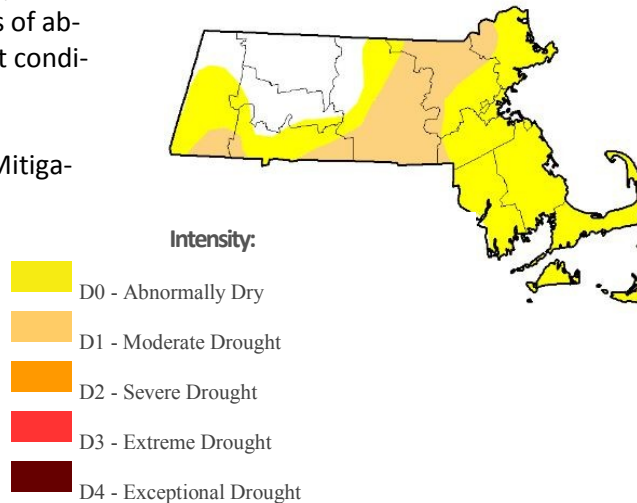 s of ab-
t condi-
Mitiga-
Intensity:
D0 - Abnormally Dry
D1 - Moderate Drought
D2 - Severe Drought
D3 - Extreme Drought
D4 - Exceptional Drought